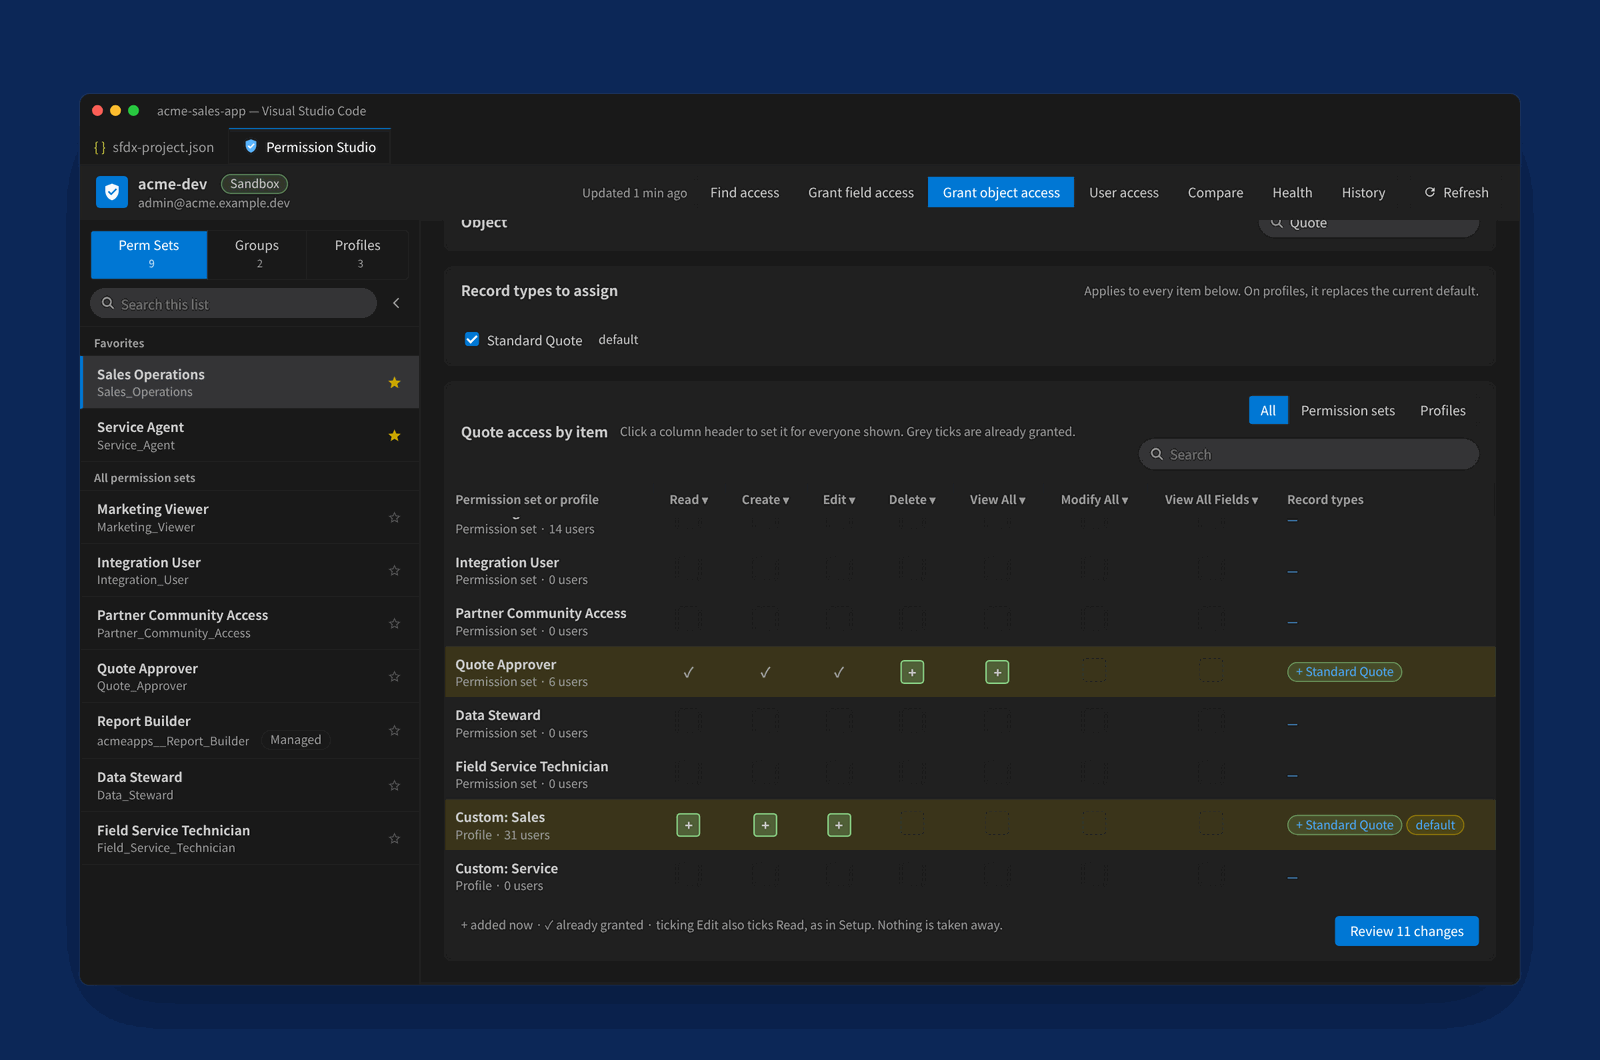 acme-sales-app — Visual Studio Code
{ } sfdx-project.json
Permission Studio
acme-dev
Sandbox
admin@acme.example.dev
Updated 1 min ago
Find access
Grant field access
Grant object access
User access
Compare
Health
History
Refresh
Perm Sets
9
Groups
2
Profiles
3
Search this list
Favorites
Sales Operations
Sales_Operations
Service Agent
Service_Agent
All permission sets
Marketing Viewer
Marketing_Viewer
Integration User
Integration_User
Partner Community Access
Partner_Community_Access
Quote Approver
Quote_Approver
Report Builder
acmeapps__Report_Builder
Managed
Data Steward
Data_Steward
Field Service Technician
Field_Service_Technician
Object
Quote
Record types to assign
Applies to every item below. On profiles, it replaces the current default.
Standard Quote
default
All
Permission sets
Profiles
Quote access by item
Click a column header to set it for everyone shown. Grey ticks are already granted.
Search
Permission set or profile
Read ▾
Create ▾
Edit ▾
Delete ▾
View All ▾
Modify All ▾
View All Fields ▾
Record types
Permission set · 14 users
—
Integration User
Permission set · 0 users
—
Partner Community Access
Permission set · 0 users
—
Quote Approver
Permission set · 6 users
✓ ✓ ✓ + +
+ Standard Quote
Data Steward
Permission set · 0 users
—
Field Service Technician
Permission set · 0 users
—
Custom: Sales
Profile · 31 users
+ + +
+ Standard Quote
default
Custom: Service
Profile · 0 users
—
+ added now · ✓ already granted · ticking Edit also ticks Read, as in Setup. Nothing is taken away.
Review 11 changes